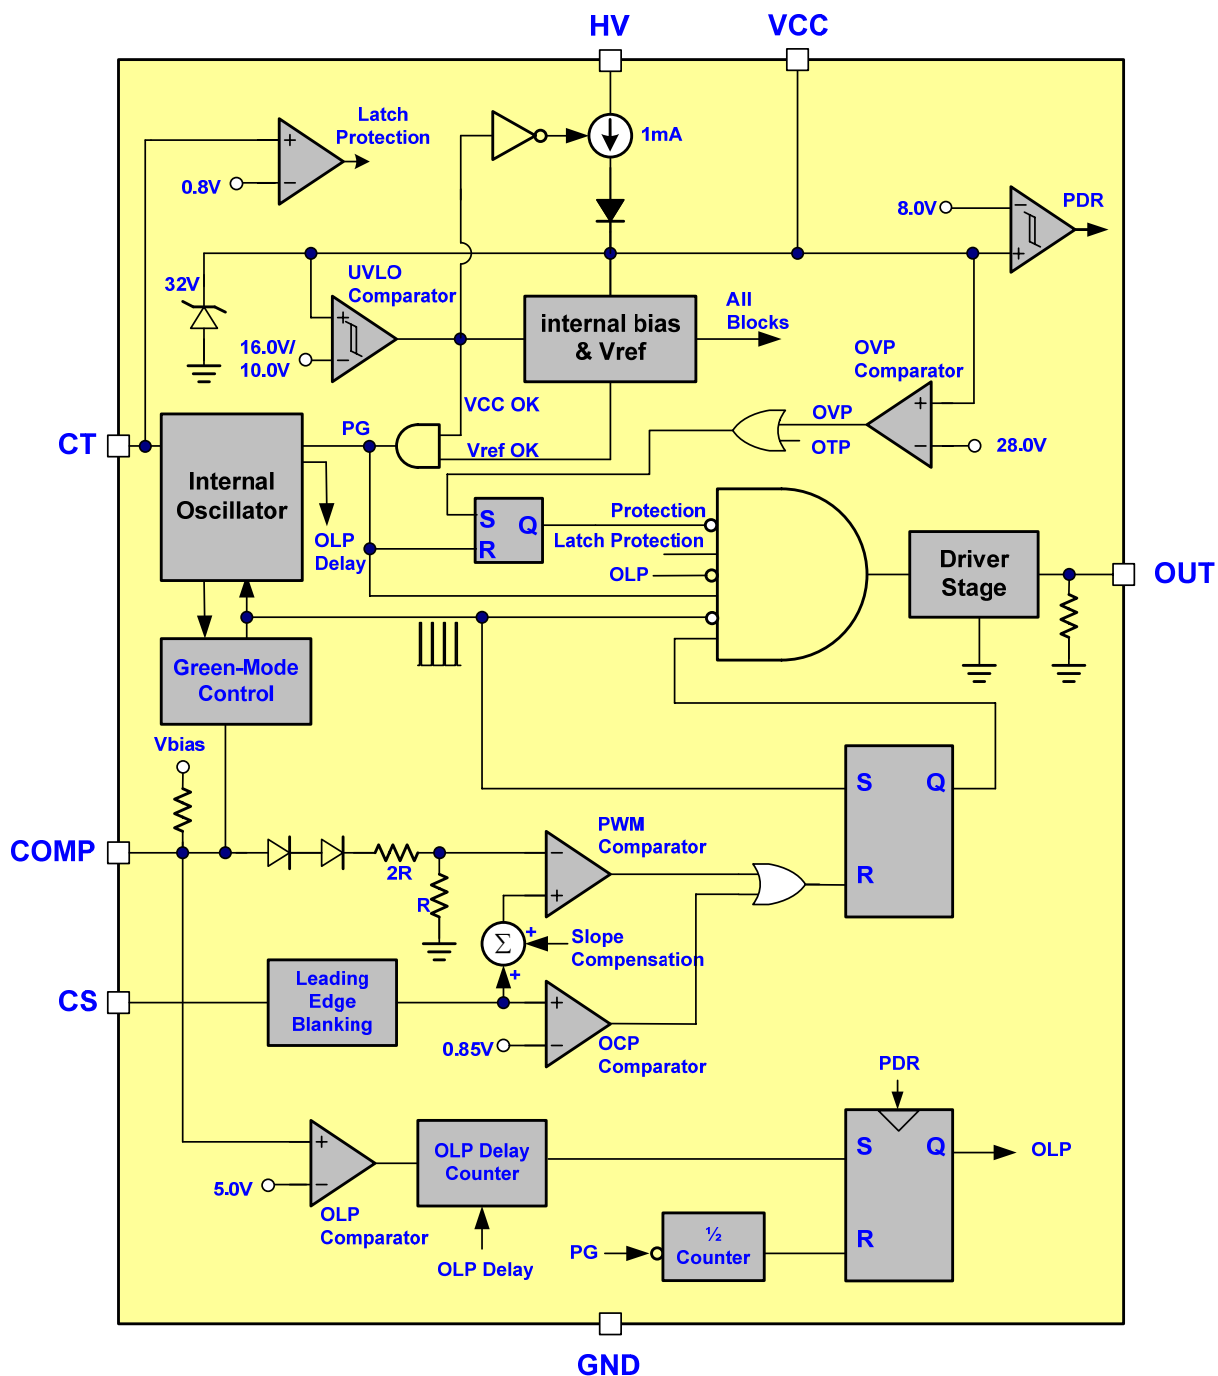 HV
VCC
Latch
Protection
+
−
0.8V
1mA
8.0V
−
+
PDR
32V
UVLO
Comparator
+
−
16.0V/
10.0V
internal bias
& Vref
All
Blocks
OVP
Comparator
+
−
28.0V
VCC OK
Vref OK
PG
OVP
OTP
CT
Internal
Oscillator
OLP
Delay
S
Q
R
Protection
Latch Protection
OLP
Driver
Stage
OUT
Green-Mode
Control
Vbias
COMP
2R
R
PWM
Comparator
−
+
S
Q
R
Σ
+
+
Slope
Compensation
CS
Leading
Edge
Blanking
+
−
0.85V
OCP
Comparator
PDR
+
−
5.0V
OLP
Comparator
OLP Delay
Counter
OLP Delay
S
Q
R
OLP
PG
½
Counter
GND